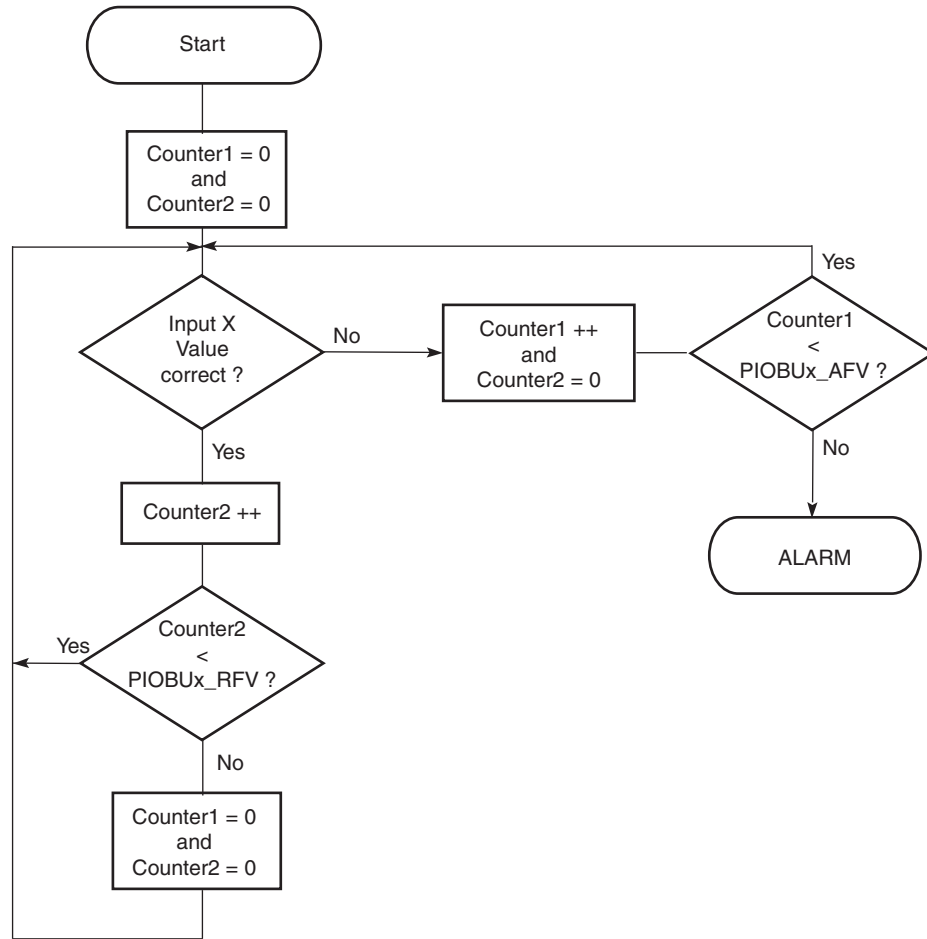 Start
Counter1 = 0
and
Counter2 = 0
Yes
Input X
Value
correct ?
No
Counter1 ++
and
Counter2 = 0
Counter1
<
PIOBUx_AFV ?
Yes
No
Counter2 ++
ALARM
Counter2
<
PIOBUx_RFV ?
Yes
No
Counter1 = 0
and
Counter2 = 0